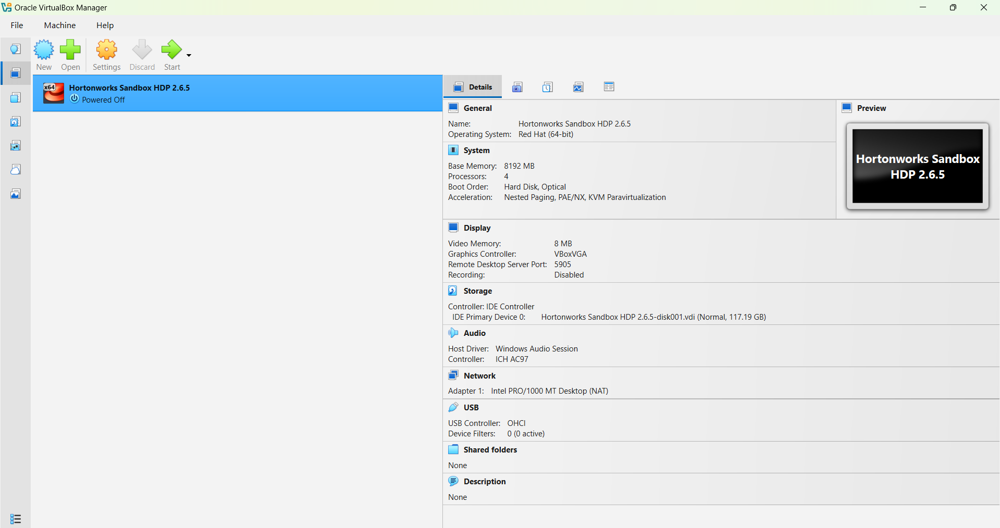 Oracle VirtualBox Manager
File Machine Help
New Open Settings Discard Start
x64
Hortonworks Sandbox HDP 2.6.5
Powered Off
Details
General
Name: Hortonworks Sandbox HDP 2.6.5
Operating System: Red Hat (64-bit)
Preview
Hortonworks Sandbox
HDP 2.6.5
System
Base Memory: 8192 MB
Processors: 4
Boot Order: Hard Disk, Optical
Acceleration: Nested Paging, PAE/NX, KVM Paravirtualization
Display
Video Memory: 8 MB
Graphics Controller: VBoxVGA
Remote Desktop Server Port: 5905
Recording: Disabled
Storage
Controller: IDE Controller
IDE Primary Device 0: Hortonworks Sandbox HDP 2.6.5-disk001.vdi (Normal, 117.19 GB)
Audio
Host Driver: Windows Audio Session
Controller: ICH AC97
Network
Adapter 1: Intel PRO/1000 MT Desktop (NAT)
USB
USB Controller: OHCI
Device Filters: 0 (0 active)
Shared folders
None
Description
None